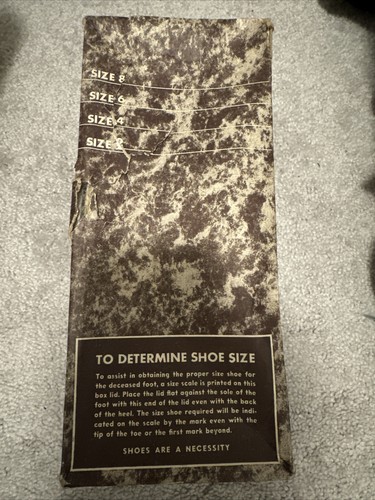 SIZE 8
SIZE 6
SIZE 4
SIZE 2
TO DETERMINE SHOE SIZE
To assist in obtaining the proper size shoe for
the deceased foot, a size scale is printed on this
box lid. Place the lid flat against the sole of the
foot with this end of the lid even with the back
of the heel. The size shoe required will be indi-
cated on the scale by the mark even with the
tip of the toe or the first mark beyond.
SHOES ARE A NECESSITY